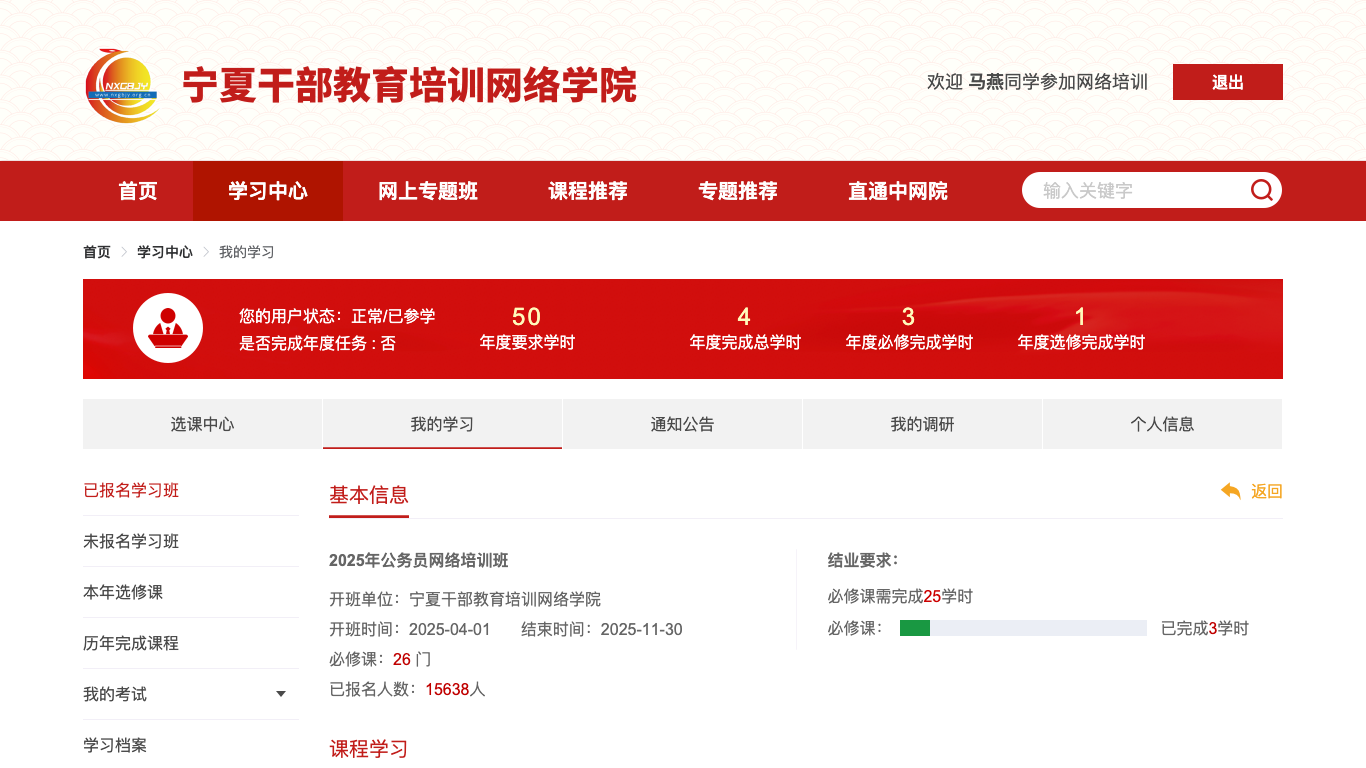 NXGBJY
www.nxgbjy.org.cn
宁夏干部教育培训网络学院
欢迎 马燕同学参加网络培训
退出
首页
学习中心
网上专题班
课程推荐
专题推荐
直通中网院
输入关键字
首页 > 学习中心 > 我的学习
您的用户状态：正常/已参学
是否完成年度任务 : 否
50
年度要求学时
4
年度完成总学时
3
年度必修完成学时
1
年度选修完成学时
选课中心
我的学习
通知公告
我的调研
个人信息
已报名学习班
未报名学习班
本年选修课
历年完成课程
我的考试
学习档案
基本信息
返回
2025年公务员网络培训班
开班单位：宁夏干部教育培训网络学院
开班时间：2025-04-01 结束时间：2025-11-30
必修课：26 门
已报名人数：15638人
结业要求：
必修课需完成25学时
必修课： 已完成3学时
课程学习